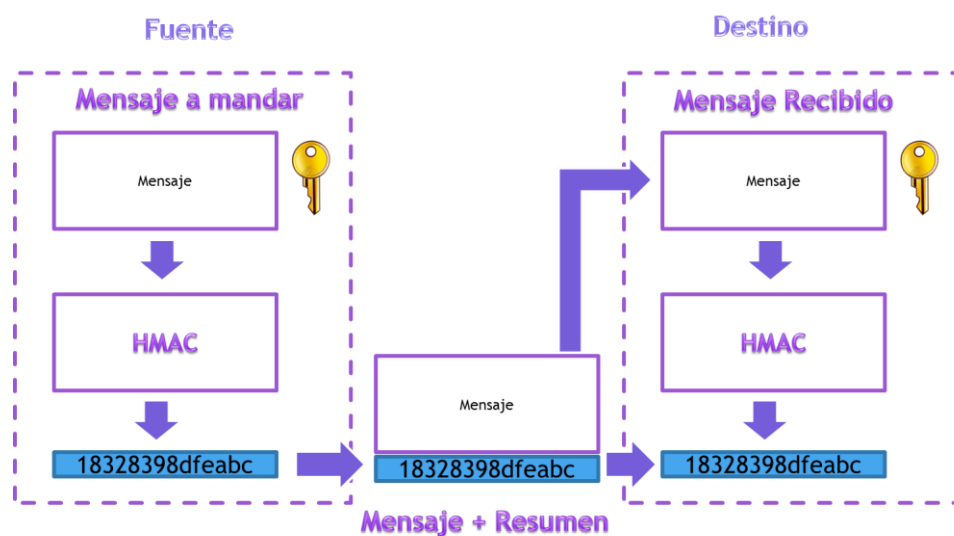 Fuente
Destino
Mensaje a mandar
Mensaje Recibido
Mensaje
Mensaje
HMAC
HMAC
Mensaje
18328398dfeabc
18328398dfeabc
18328398dfeabc
Mensaje + Resumen